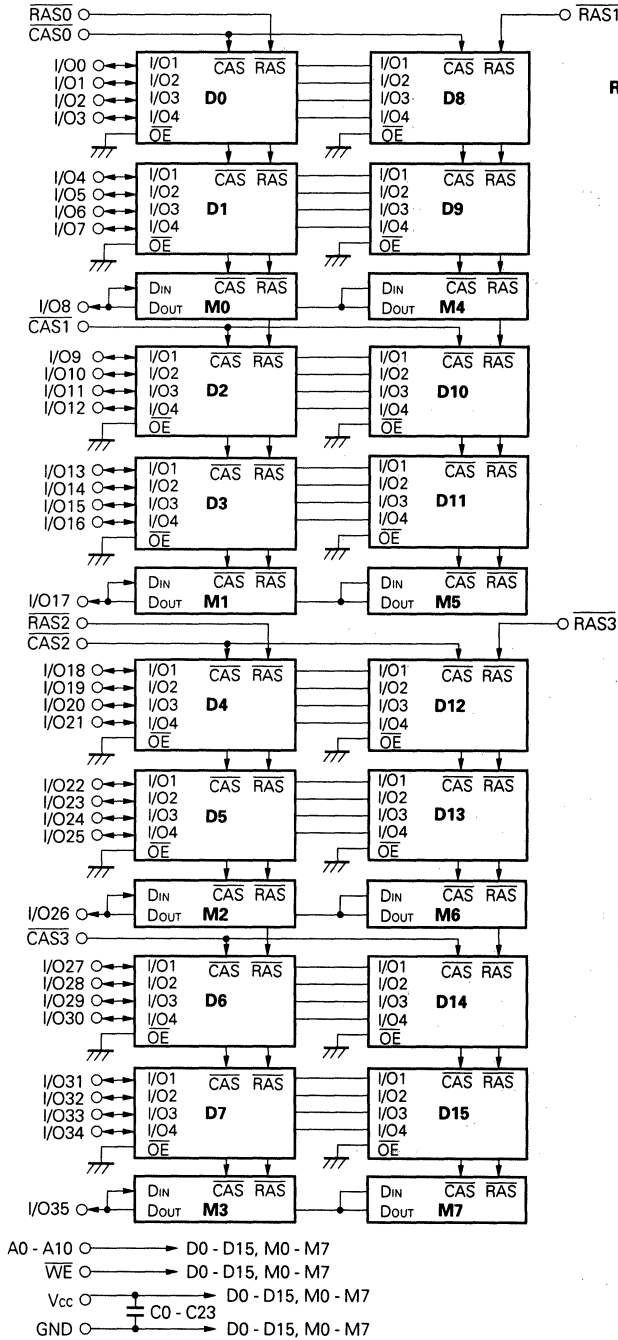 RAS0 RAS1
CAS0
I/O0 I/O1 CAS RAS I/O1 CAS RAS
I/O1 I/O2 I/O2 R
I/O2 I/O3 D0 I/O3 D8
I/O3 I/O4 I/O4
OE OE
I/O4 I/O1 CAS RAS I/O1 CAS RAS
I/O5 I/O2 I/O2
I/O6 I/O3 D1 I/O3 D9
I/O7 I/O4 I/O4
OE OE
DIN CAS RAS DIN CAS RAS
I/O8 DOUT M0 DOUT M4
CAS1
I/O9 I/O1 CAS RAS I/O1 CAS RAS
I/O10 I/O2 I/O2
I/O11 I/O3 D2 I/O3 D10
I/O12 I/O4 I/O4
OE OE
I/O13 I/O1 CAS RAS I/O1 CAS RAS
I/O14 I/O2 I/O2
I/O15 I/O3 D3 I/O3 D11
I/O16 I/O4 I/O4
OE OE
DIN CAS RAS DIN CAS RAS
I/O17 DOUT M1 DOUT M5
RAS2 RAS3
CAS2
I/O18 I/O1 CAS RAS I/O1 CAS RAS
I/O19 I/O2 I/O2
I/O20 I/O3 D4 I/O3 D12
I/O21 I/O4 I/O4
OE OE
I/O22 I/O1 CAS RAS I/O1 CAS RAS
I/O23 I/O2 I/O2
I/O24 I/O3 D5 I/O3 D13
I/O25 I/O4 I/O4
OE OE
DIN CAS RAS DIN CAS RAS
I/O26 DOUT M2 DOUT M6
CAS3
I/O27 I/O1 CAS RAS I/O1 CAS RAS
I/O28 I/O2 I/O2
I/O29 I/O3 D6 I/O3 D14
I/O30 I/O4 I/O4
OE OE
I/O31 I/O1 CAS RAS I/O1 CAS RAS
I/O32 I/O2 I/O2
I/O33 I/O3 D7 I/O3 D15
I/O34 I/O4 I/O4
OE OE
DIN CAS RAS DIN CAS RAS
I/O35 DOUT M3 DOUT M7
A0 - A10 D0 - D15, M0 - M7
WE D0 - D15, M0 - M7
Vcc D0 - D15, M0 - M7
C0 - C23
GND D0 - D15, M0 - M7